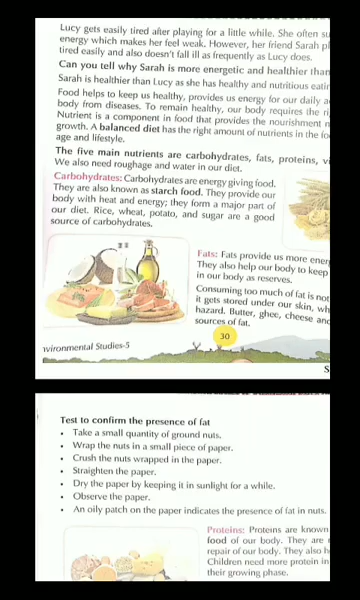 Lucy gets easily tired after playing for a little while. She often
energy which makes her feel weak. However, her friend Sarah
tired easily and also doesn't fall ill as frequently as Lucy does.
Can you tell why Sarah is more energetic and healthier than
Sarah is healthier than Lucy as she has healthy and nutritious
Food helps to keep us healthy, provides us energy for our daily
body from diseases. To remain healthy, our body requires the
Nutrient is a component in food that provides the nourishment
growth. A balanced diet has the right amount of nutrients in the
age and lifestyle.
The five main nutrients are carbohydrates, fats, proteins,
We also need roughage and water in our diet.
Carbohydrates: Carbohydrates are energy giving food.
They are also known as starch food. They provide our
body with heat and energy; they form a major part of
our diet. Rice, wheat, potato, and sugar are a good
source of carbohydrates.
Fats: Fats provide us more
They also help our body to keep
in our body as reserves.
Consuming too much of fat is not
it gets stored under our skin,
hazard. Butter, ghee, cheese and
sources of fat.
30
vironmental Studies-5
Test to confirm the presence of fat
• Take a small quantity of ground nuts.
• Wrap the nuts in a small piece of paper.
• Crush the nuts wrapped in the paper.
• Straighten the paper.
• Dry the paper by keeping it in sunlight for a while.
• Observe the paper.
• An oily patch on the paper indicates the presence of fat in nuts.
Proteins: Proteins are known
food of our body. They are
repair of our body. They also
Children need more protein in
their growing phase.